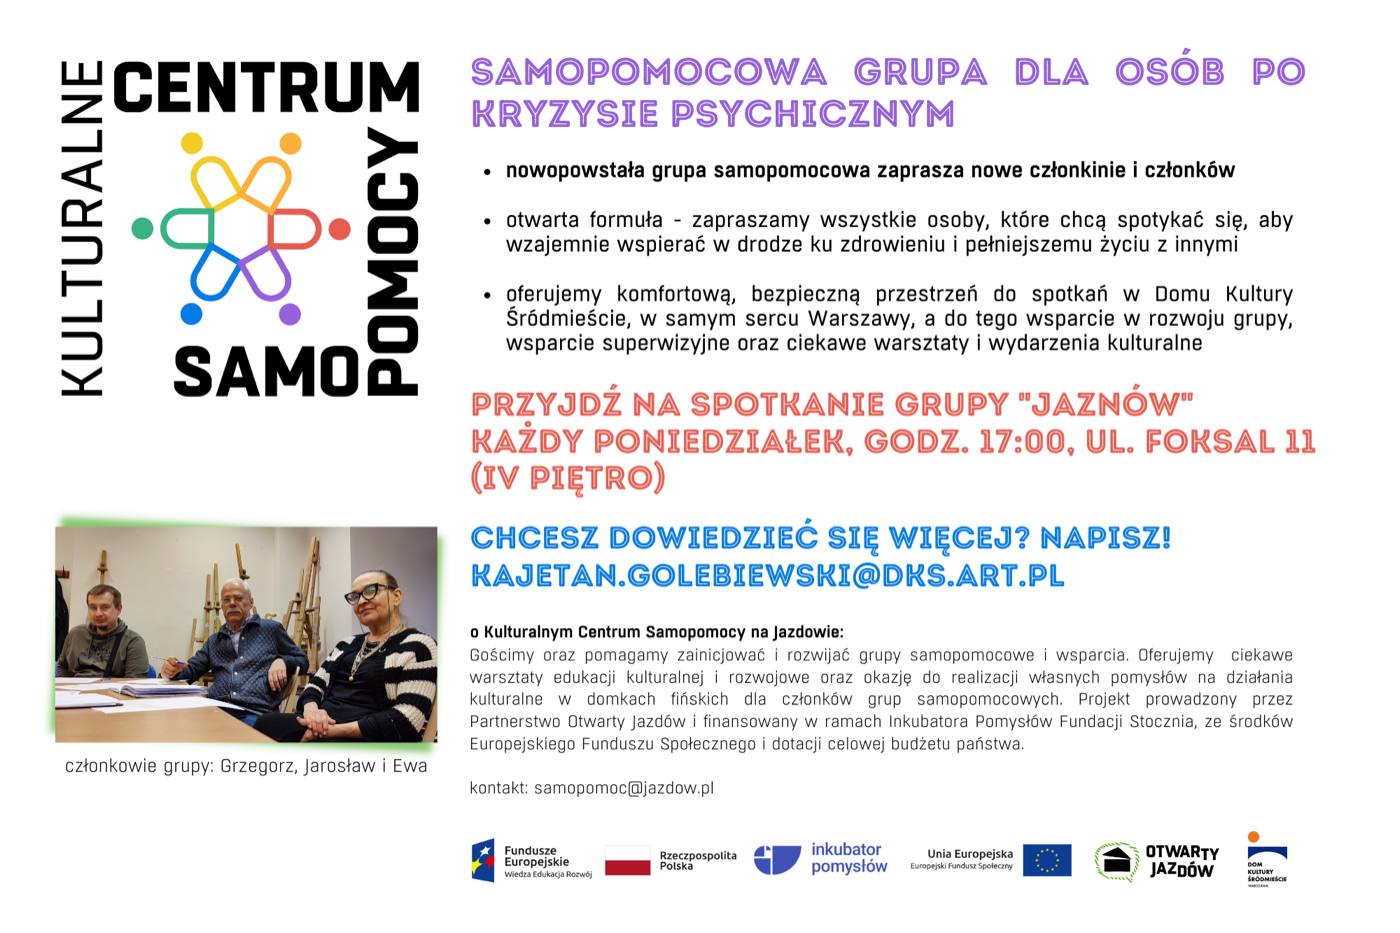 KULTURALNE
CENTRUM
SAMO
POMOCY
SAMOPOMOCOWA GRUPA DLA OSÓB PO
KRYZYSIE PSYCHICZNYM
• nowopowstała grupa samopomocowa zaprasza nowe członkinie i członków
• otwarta formuła - zapraszamy wszystkie osoby, które chcą spotykać się, aby
wzajemnie wspierać w drodze ku zdrowieniu i pełniejszemu życiu z innymi
• oferujemy komfortową, bezpieczną przestrzeń do spotkań w Domu Kultury
Śródmieście, w samym sercu Warszawy, a do tego wsparcie w rozwoju grupy,
wsparcie superwizyjne oraz ciekawe warsztaty i wydarzenia kulturalne
PRZYJDŹ NA SPOTKANIE GRUPY "JAZNÓW"
KAŻDY PONIEDZIAŁEK, GODZ. 17:00, UL. FOKSAL 11
(IV PIĘTRO)
CHCESZ DOWIEDZIEĆ SIĘ WIĘCEJ? NAPISZ!
KAJETAN.GOLEBIEWSKI@DKS.ART.PL
członkowie grupy: Grzegorz, Jarosław i Ewa
o Kulturalnym Centrum Samopomocy na Jazdowie:
Gościmy oraz pomagamy zainicjować i rozwijać grupy samopomocowe i wsparcia. Oferujemy ciekawe
warsztaty edukacji kulturalnej i rozwojowe oraz okazję do realizacji własnych pomysłów na działania
kulturalne w domkach fińskich dla członków grup samopomocowych. Projekt prowadzony przez
Partnerstwo Otwarty Jazdów i finansowany w ramach Inkubatora Pomysłów Fundacji Stocznia, ze środków
Europejskiego Funduszu Społecznego i dotacji celowej budżetu państwa.
kontakt: samopomoc@jazdow.pl
Fundusze
Europejskie
Wiedza Edukacja Rozwój
Rzeczpospolita
Polska
inkubator
pomysłów
Unia Europejska
Europejski Fundusz Społeczny
OTWARTY
JAZDÓW
DOM
KULTURY
ŚRÓDMIEŚCIE
WARSZAWA